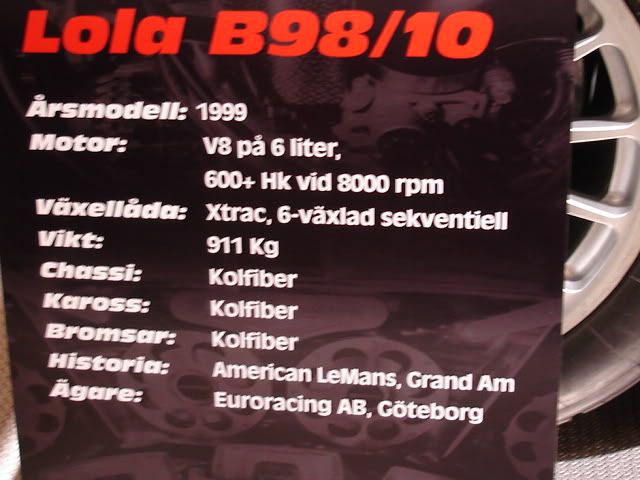 Lola B98/10
Årsmodell: 1999
Motor: V8 på 6 liter,
600+ Hk vid 8000 rpm
Växellåda: Xtrac, 6-växlad sekventiell
Vikt: 911 Kg
Chassi: Kolfiber
Kaross: Kolfiber
Bromsar: Kolfiber
Historia: American LeMans, Grand Am
Ägare: Euroracing AB, Göteborg